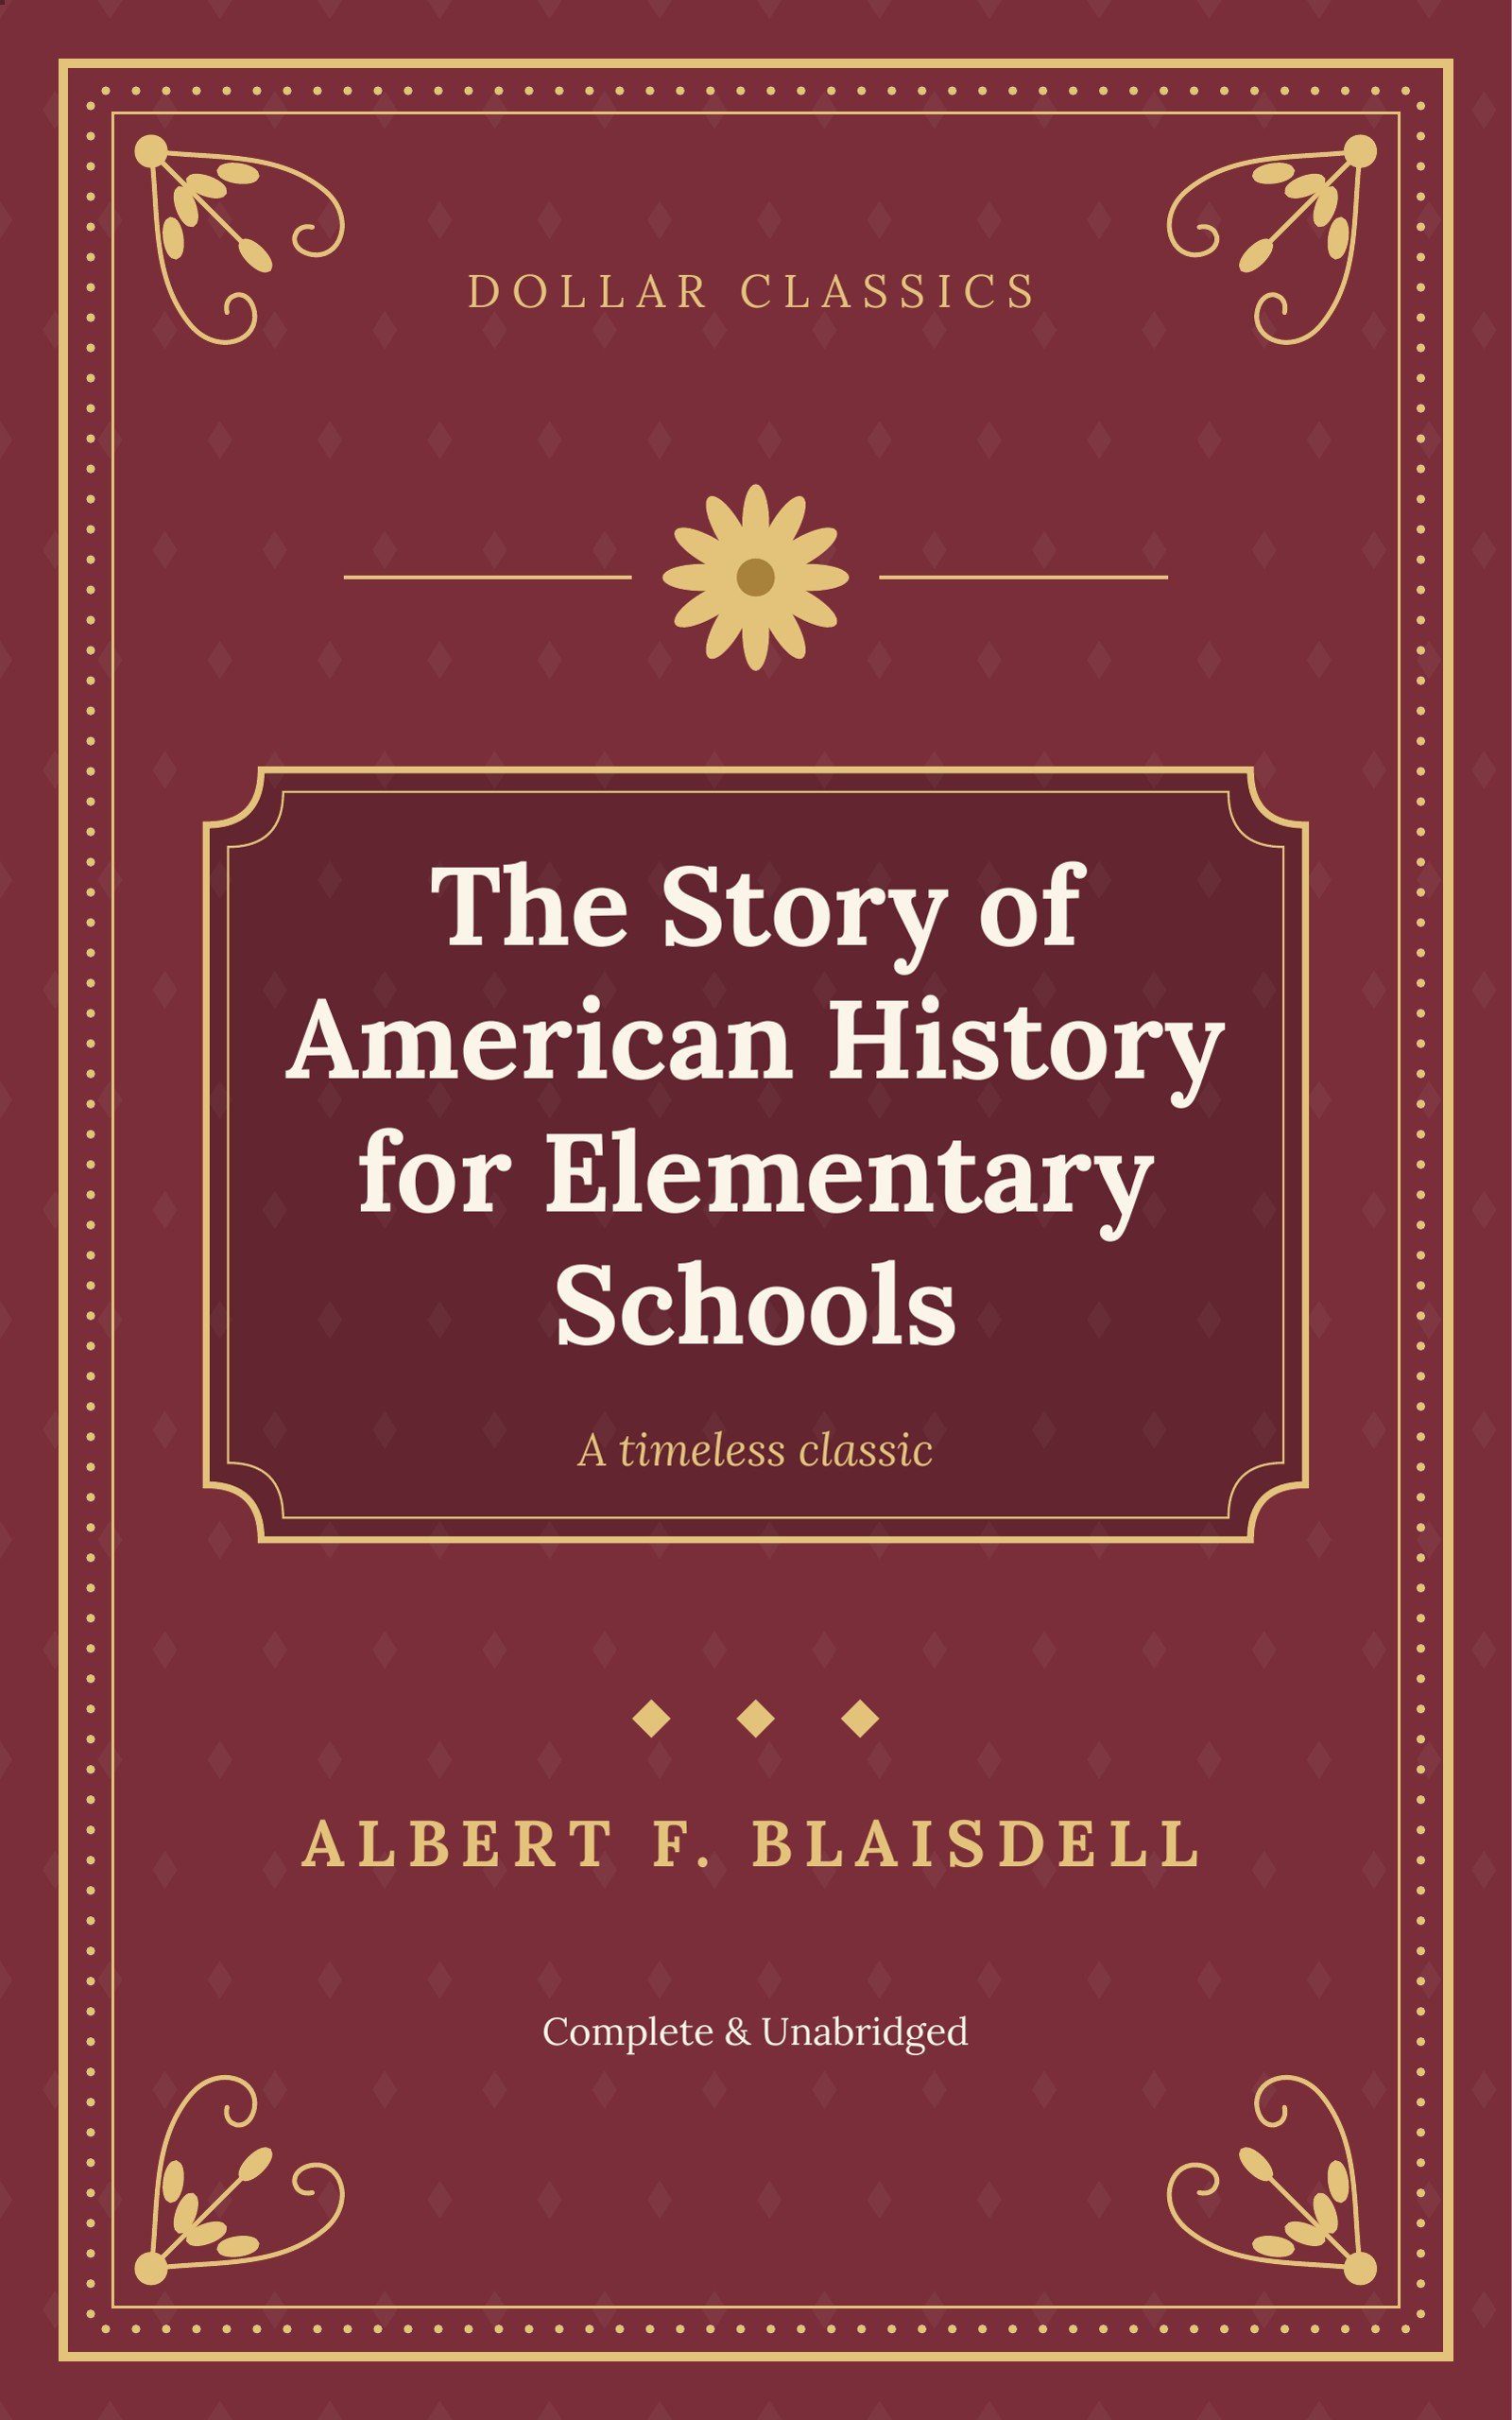 DOLLAR CLASSICS
The Story of
American History
for Elementary
Schools
A timeless classic
ALBERT F. BLAISDELL
Complete & Unabridged